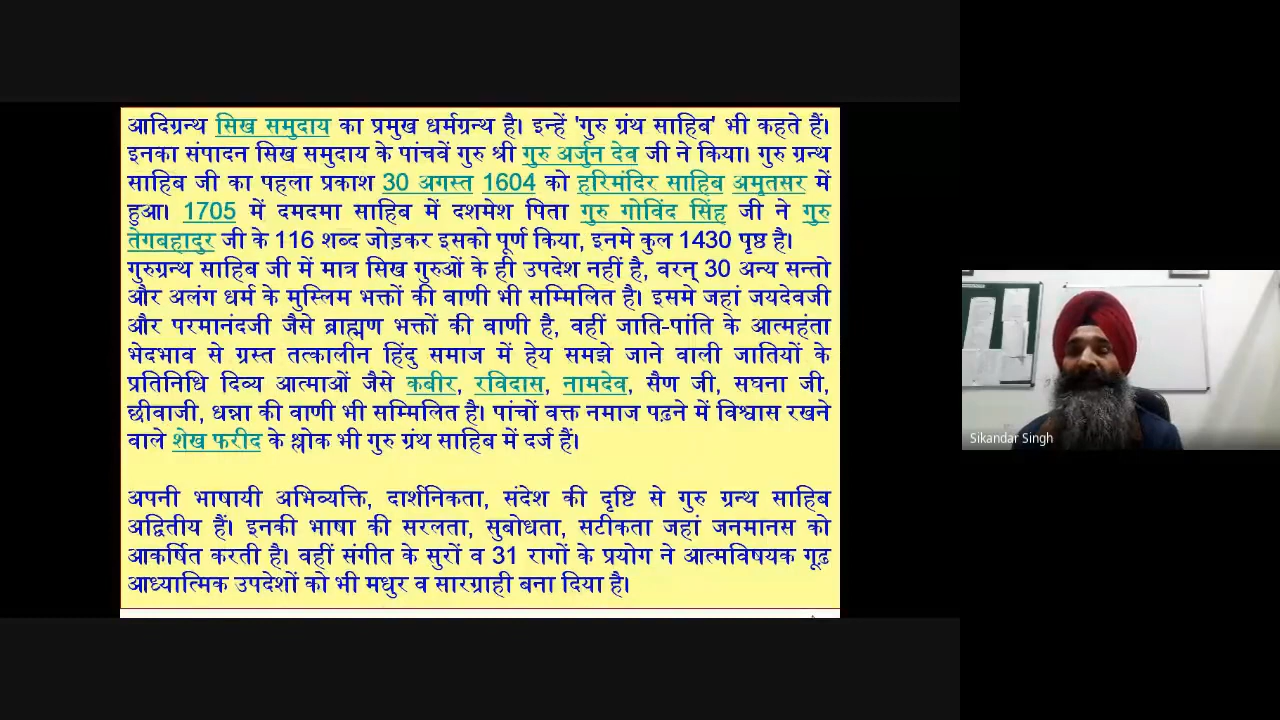 आदिग्रन्थ सिख समुदाय का प्रमुख धर्मग्रन्थ है। इन्हें 'गुरु ग्रंथ साहिब' भी कहते हैं।
इनका संपादन सिख समुदाय के पांचवें गुरु श्री गुरु अर्जुन देव जी ने किया। गुरु ग्रन्थ
साहिब जी का पहला प्रकाश 30 अगस्त 1604 को हरिमंदिर साहिब अमृतसर में
हुआ। 1705 में दमदमा साहिब में दशमेश पिता गुरु गोविंद सिंह जी ने गुरु
तेगबहादुर जी के 116 शब्द जोड़कर इसको पूर्ण किया, इनमे कुल 1430 पृष्ठ है।
गुरुग्रन्थ साहिब जी में मात्र सिख गुरुओं के ही उपदेश नहीं है, वरन् 30 अन्य सन्तो
और अलंग धर्म के मुस्लिम भक्तों की वाणी भी सम्मिलित है। इसमे जहां जयदेवजी
और परमानंदजी जैसे ब्राह्मण भक्तों की वाणी है, वहीं जाति-पांति के आत्महंता
भेदभाव से ग्रस्त तत्कालीन हिंदु समाज में हेय समझे जाने वाली जातियों के
प्रतिनिधि दिव्य आत्माओं जैसे कबीर, रविदास, नामदेव, सैण जी, सघना जी,
छीवाजी, धन्ना की वाणी भी सम्मिलित है। पांचों वक्त नमाज पढ़ने में विश्वास रखने
वाले शेख फरीद के श्लोक भी गुरु ग्रंथ साहिब में दर्ज हैं।
अपनी भाषायी अभिव्यक्ति, दार्शनिकता, संदेश की दृष्टि से गुरु ग्रन्थ साहिब
अद्वितीय हैं। इनकी भाषा की सरलता, सुबोधता, सटीकता जहां जनमानस को
आकर्षित करती है। वहीं संगीत के सुरों व 31 रागों के प्रयोग ने आत्मविषयक गूढ़
आध्यात्मिक उपदेशों को भी मधुर व सारग्राही बना दिया है।
Sikandar Singh